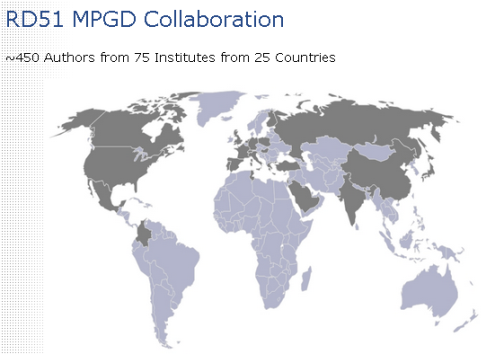 RD51 MPGD Collaboration
~450 Authors from 75 Institutes from 25 Countries